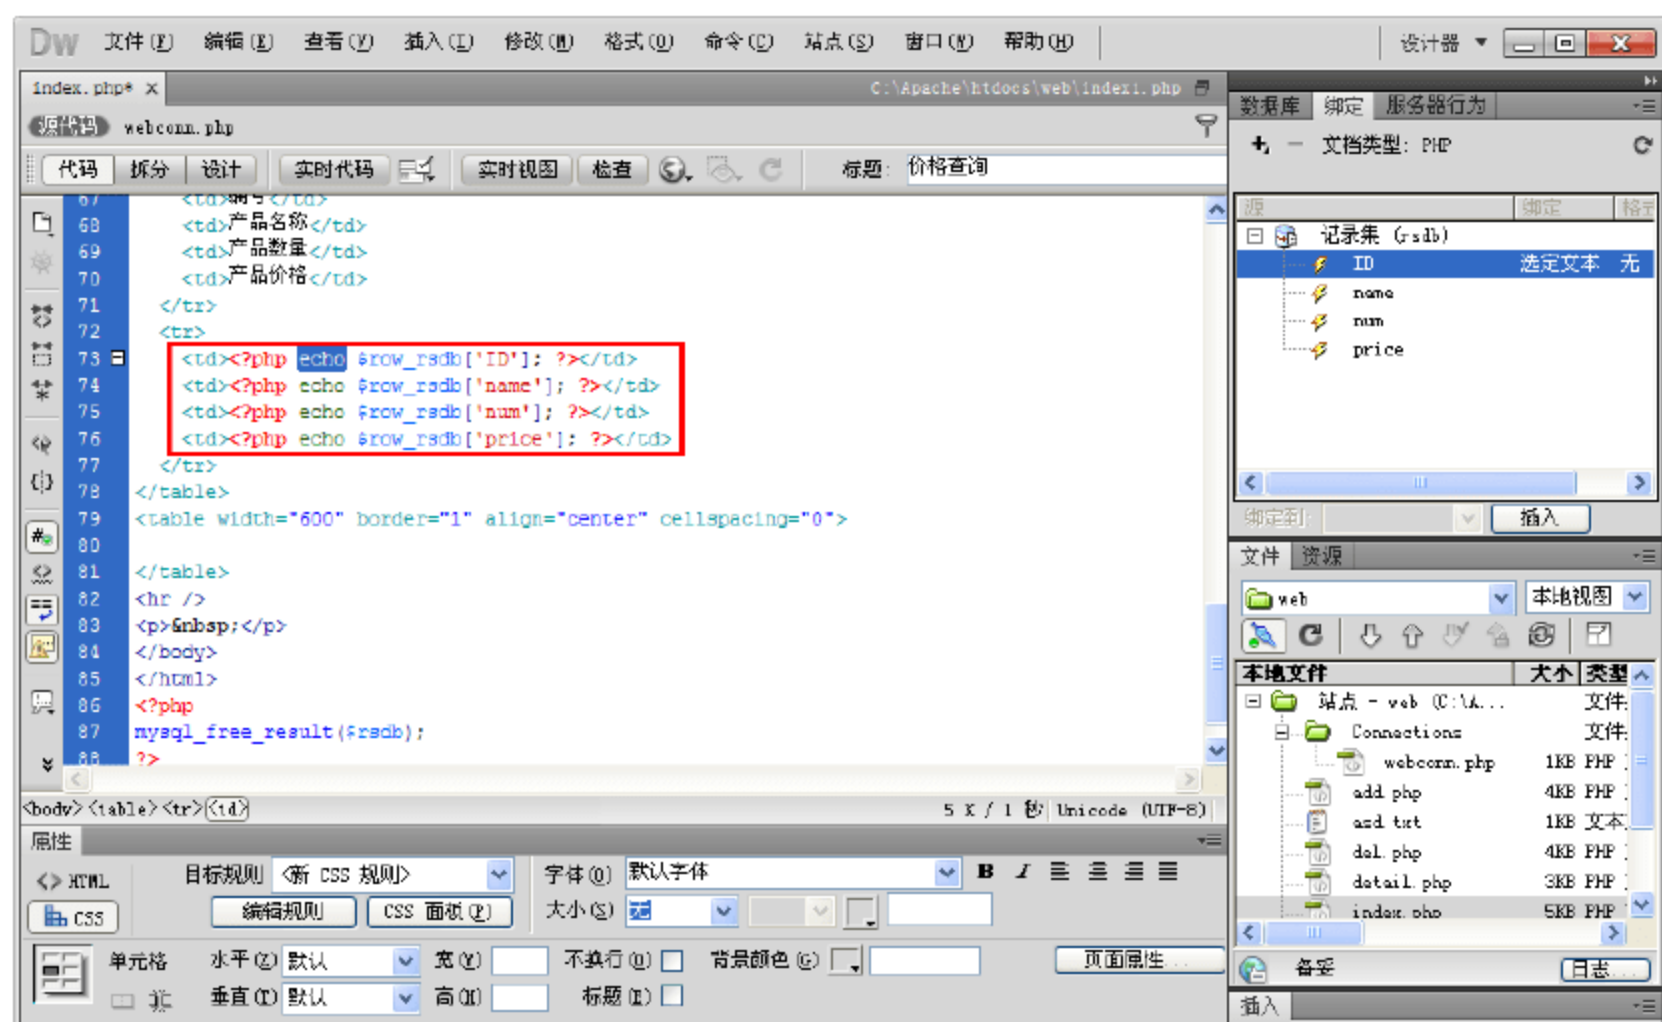 Dw 文件(F) 编辑(E) 查看(V) 插入(I) 修改(M) 格式(O) 命令(C) 站点(S) 窗口(W) 帮助(H) 设计器
index.php* x C:\Apache\htdocs\web\index1.php
源代码 webconn.php
代码 拆分 设计 实时代码 实时视图 检查 标题: 价格查询
67 <td>编号</td>
68 <td>产品名称</td>
69 <td>产品数量</td>
70 <td>产品价格</td>
71 </tr>
72 <tr>
73 <td><?php echo $row_rsdb['ID']; ?></td>
74 <td><?php echo $row_rsdb['name']; ?></td>
75 <td><?php echo $row_rsdb['num']; ?></td>
76 <td><?php echo $row_rsdb['price']; ?></td>
77 </tr>
78 </table>
79 <table width="600" border="1" align="center" cellspacing="0">
80
81 </table>
82 <hr />
83 <p>&nbsp;</p>
84 </body>
85 </html>
86 <?php
87 mysql_free_result($rsdb);
88 ?>
<body> <table> <tr> <td> 5 K / 1 秒 Unicode (UTF-8)
属性
<> HTML 目标规则 <新 CSS 规则> 字体(O) 默认字体 B I
CSS 编辑规则 CSS 面板(P) 大小(S) 无
单元格 水平(Z) 默认 宽(W) 不换行(O) 背景颜色(G) 页面属性...
垂直(T) 默认 高(H) 标题(E)
数据库 绑定 服务器行为
文档类型: PHP
源 绑定 格式
记录集 (rsdb)
ID 选定文本 无
name
num
price
绑定到: 插入
文件 资源
web 本地视图
本地文件 大小 类型
站点 - web (C:\A... 文件
Connections 文件
webconn.php 1KB PHP
add.php 4KB PHP
asd.txt 1KB 文本
del.php 4KB PHP
detail.php 3KB PHP
index.php 5KB PHP
备妥 日志...
插入